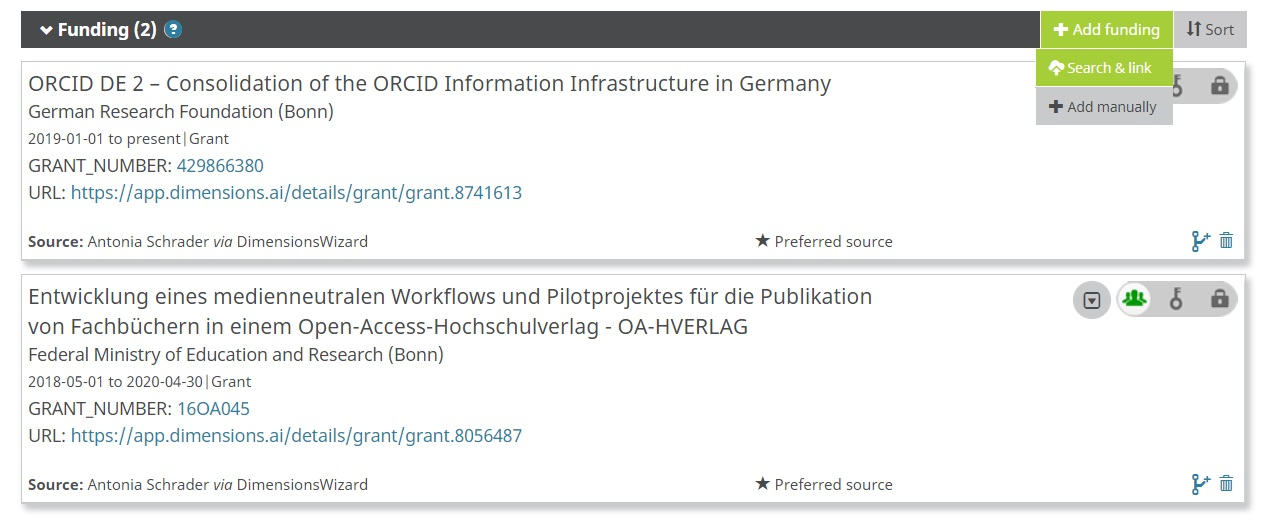 Funding (2) ?
Add funding
Sort
Search & link
Add manually
ORCID DE 2 – Consolidation of the ORCID Information Infrastructure in Germany
German Research Foundation (Bonn)
2019-01-01 to present|Grant
GRANT_NUMBER: 429866380
URL: https://app.dimensions.ai/details/grant/grant.8741613
Source: Antonia Schrader via DimensionsWizard
Preferred source
Entwicklung eines medienneutralen Workflows und Pilotprojektes für die Publikation
von Fachbüchern in einem Open-Access-Hochschulverlag - OA-HVERLAG
Federal Ministry of Education and Research (Bonn)
2018-05-01 to 2020-04-30|Grant
GRANT_NUMBER: 16OA045
URL: https://app.dimensions.ai/details/grant/grant.8056487
Source: Antonia Schrader via DimensionsWizard
Preferred source